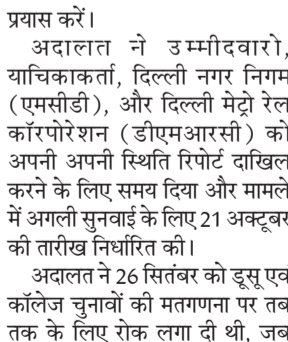 प्रयास करें।
अदालत ने उम्मीदवारो,
याचिकाकर्ता, दिल्ली नगर निगम
(एमसीडी), और दिल्ली मेट्रो रेल
कॉरपोरेशन (डीएमआरसी) को
अपनी अपनी स्थिति रिपोर्ट दाखिल
करने के लिए समय दिया और मामले
में अगली सुनवाई के लिए 21 अक्टूबर
की तारीख निर्धारित की।
अदालत ने 26 सितंबर को डूसू एवं
कॉलेज चुनावों की मतगणना पर तब
तक के लिए रोक लगा दी थी, जब